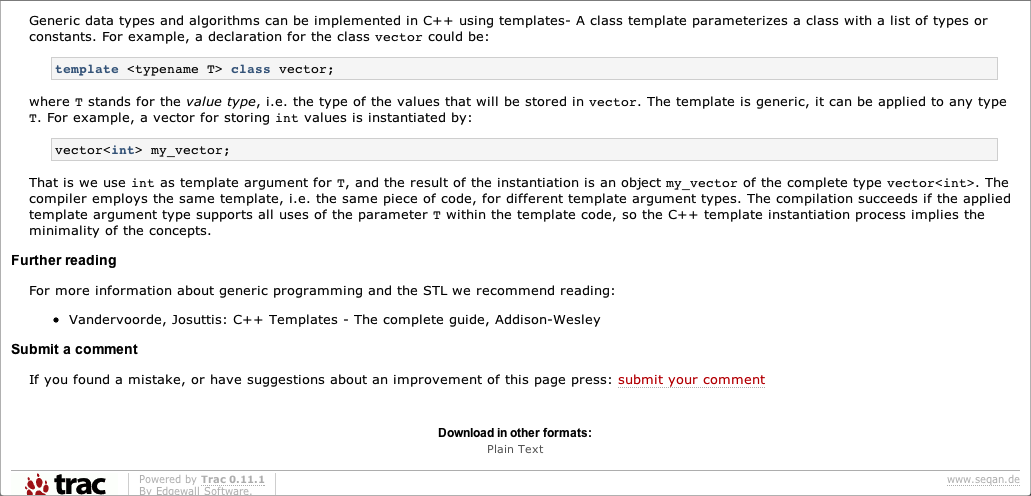 Generic data types and algorithms can be implemented in C++ using templates- A class template parameterizes a class with a list of types or
constants. For example, a declaration for the class vector could be:
template <typename T> class vector;
where T stands for the value type, i.e. the type of the values that will be stored in vector. The template is generic, it can be applied to any type
T. For example, a vector for storing int values is instantiated by:
vector<int> my_vector;
That is we use int as template argument for T, and the result of the instantiation is an object my_vector of the complete type vector<int>. The
compiler employs the same template, i.e. the same piece of code, for different template argument types. The compilation succeeds if the applied
template argument type supports all uses of the parameter T within the template code, so the C++ template instantiation process implies the
minimality of the concepts.
Further reading
For more information about generic programming and the STL we recommend reading:
• Vandervoorde, Josuttis: C++ Templates - The complete guide, Addison-Wesley
Submit a comment
If you found a mistake, or have suggestions about an improvement of this page press: submit your comment
Download in other formats:
Plain Text
trac
Powered by Trac 0.11.1
By Edgewall Software.
www.seqan.de